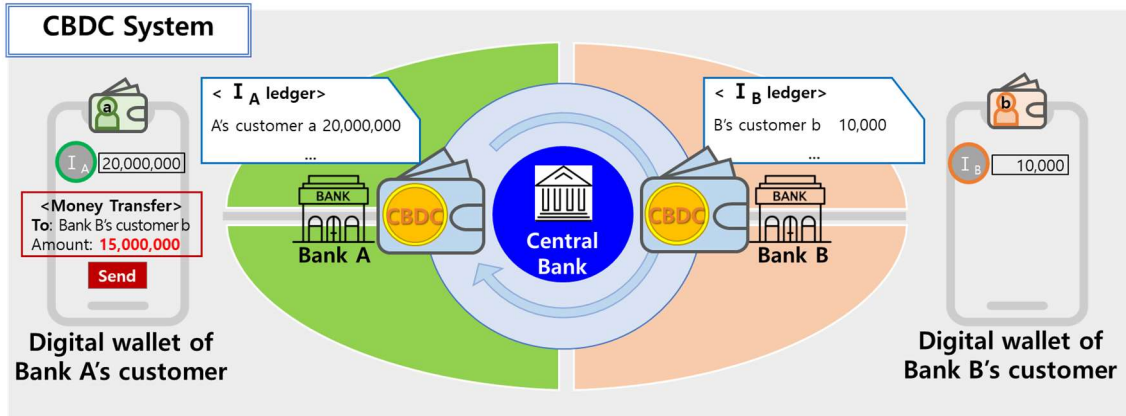 CBDC System
a
I A 20,000,000
<Money Transfer>
To: Bank B's customer b
Amount: 15,000,000
Send
Digital wallet of
Bank A's customer
< I A ledger>
A's customer a 20,000,000
...
BANK
CBDC
Bank A
Central
Bank
< I B ledger>
B's customer b 10,000
...
CBDC
BANK
Bank B
b
I B 10,000
Digital wallet of
Bank B's customer